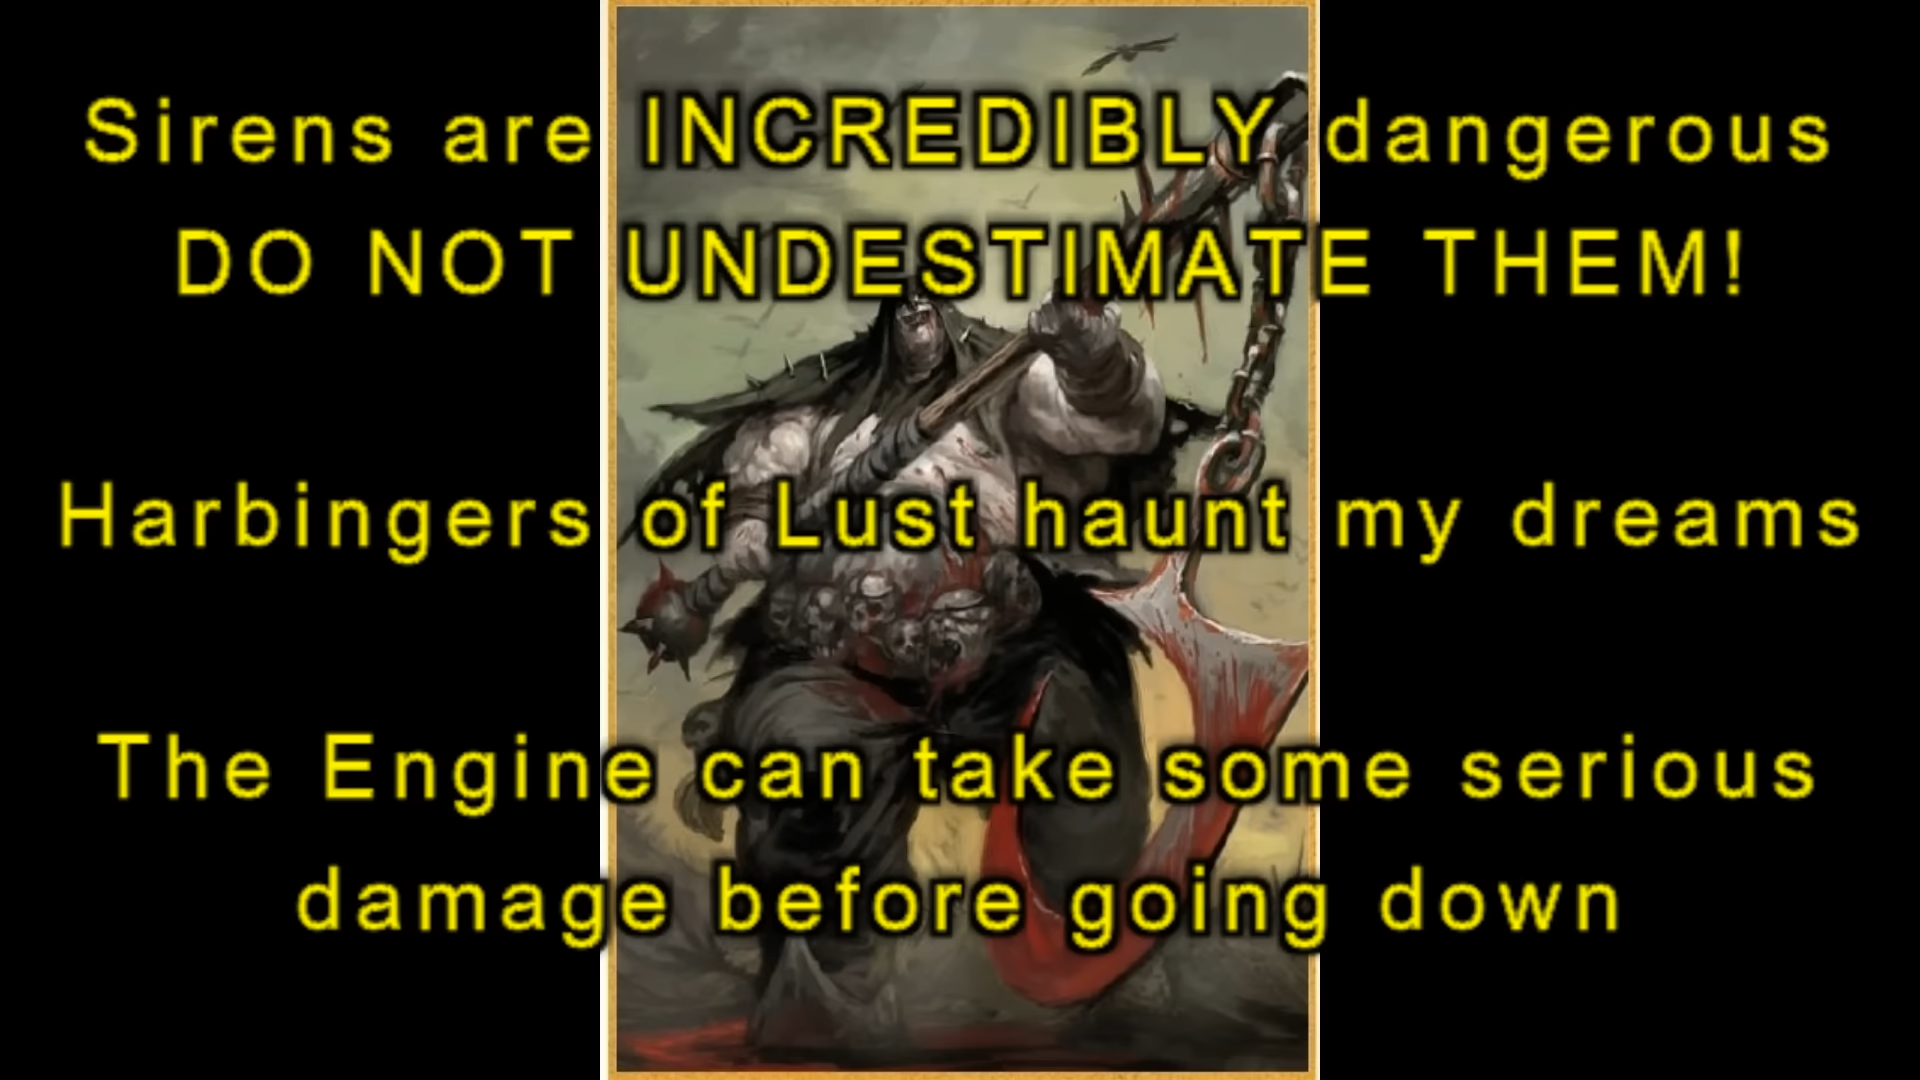 Sirens are INCREDIBLY dangerous
DO NOT UNDESTIMATE THEM!
Harbingers of Lust haunt my dreams
The Engine can take some serious
damage before going down